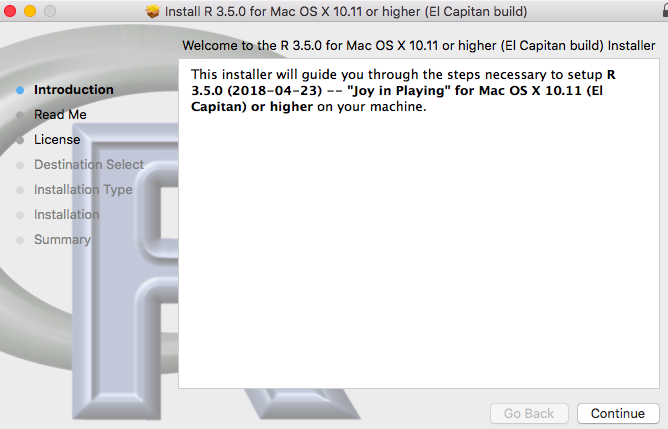 Install R 3.5.0 for Mac OS X 10.11 or higher (El Capitan build)
Welcome to the R 3.5.0 for Mac OS X 10.11 or higher (El Capitan build) Installer
Introduction
Read Me
License
Destination Select
Installation Type
Installation
Summary
This installer will guide you through the steps necessary to setup R
3.5.0 (2018-04-23) -- "Joy in Playing" for Mac OS X 10.11 (El
Capitan) or higher on your machine.
Go Back
Continue